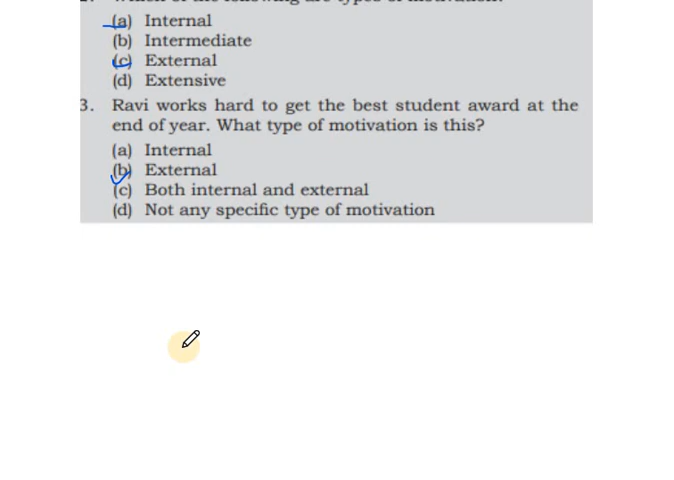 (a) Internal
(b) Intermediate
(c) External
(d) Extensive
3. Ravi works hard to get the best student award at the
end of year. What type of motivation is this?
(a) Internal
(b) External
(c) Both internal and external
(d) Not any specific type of motivation